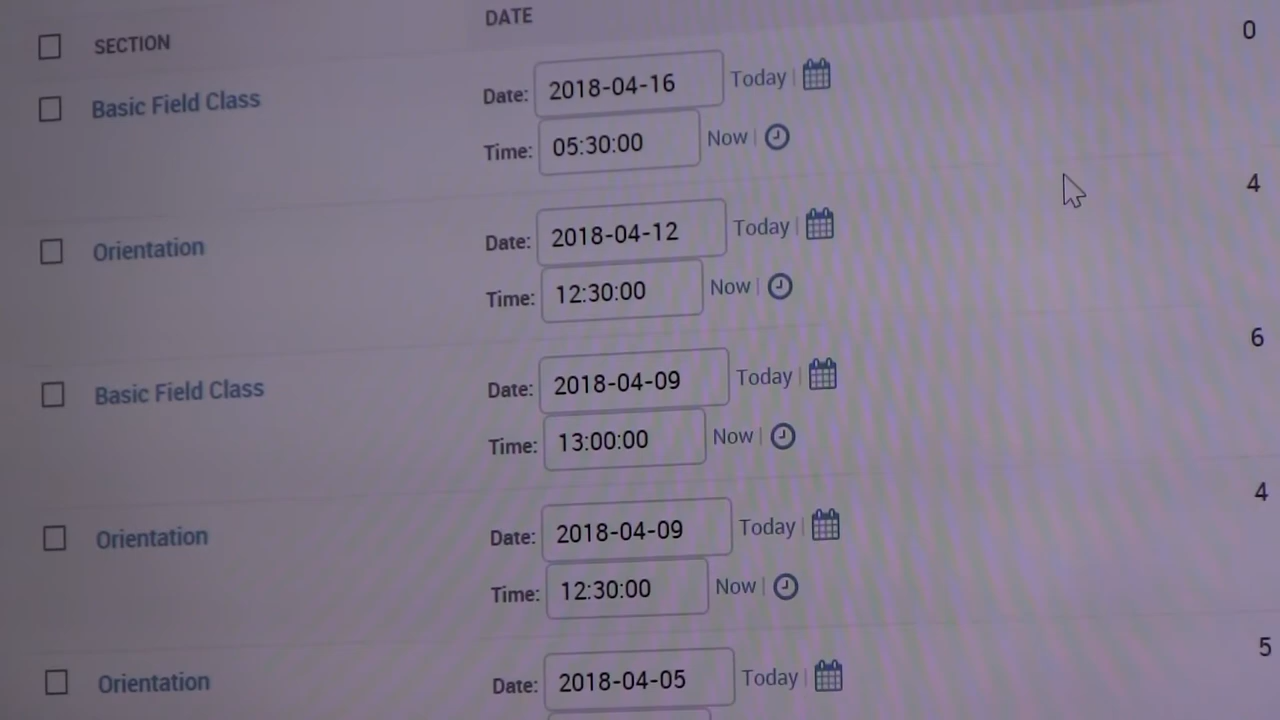 SECTION DATE
0
Basic Field Class Date: 2018-04-16 Today |
Time: 05:30:00 Now |
4
Orientation Date: 2018-04-12 Today |
Time: 12:30:00 Now |
6
Basic Field Class Date: 2018-04-09 Today |
Time: 13:00:00 Now |
4
Orientation Date: 2018-04-09 Today |
Time: 12:30:00 Now |
5
Orientation Date: 2018-04-05 Today |